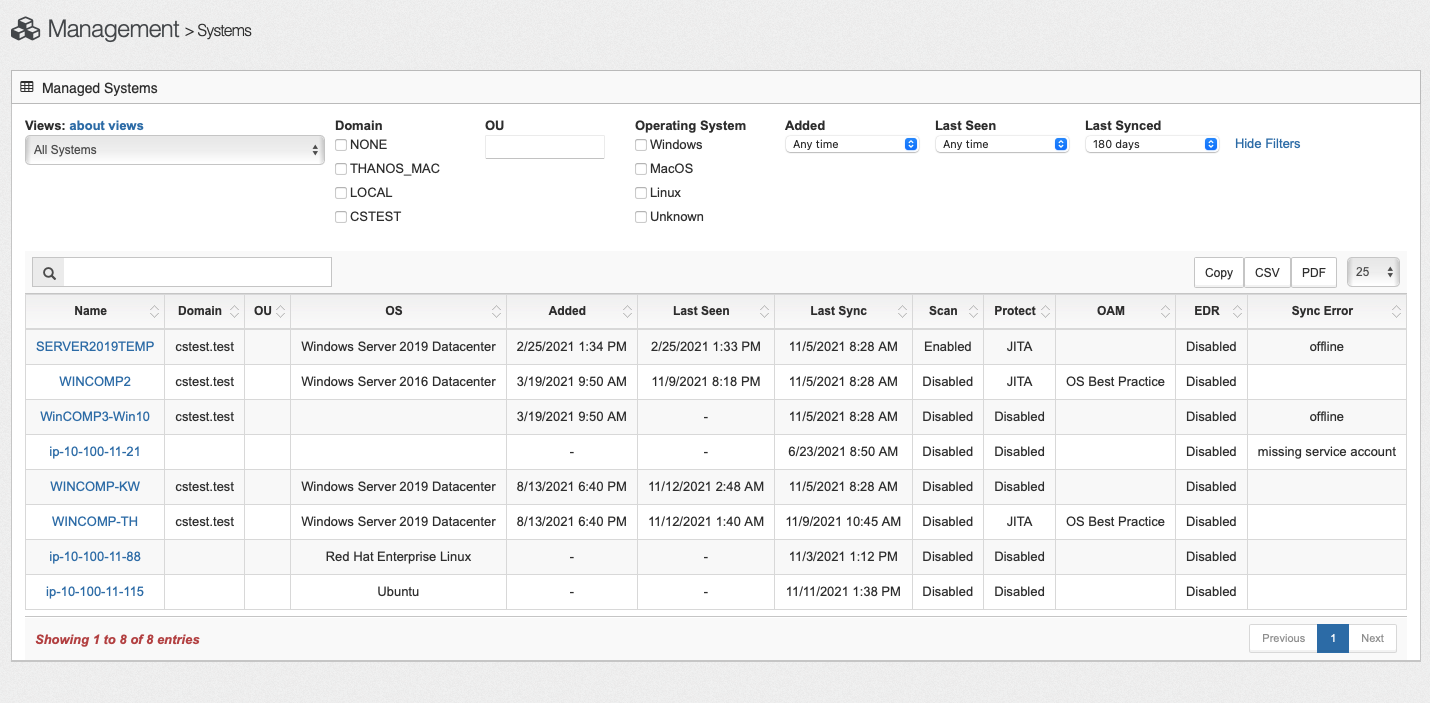 Management > Systems
Managed Systems
Views: about views
All Systems
Domain
NONE
THANOS_MAC
LOCAL
CSTEST
OU
Operating System
Windows
MacOS
Linux
Unknown
Added
Any time
Last Seen
Any time
Last Synced
180 days
Hide Filters
Copy CSV PDF 25
Name Domain OU OS Added Last Seen Last Sync Scan Protect OAM EDR Sync Error
SERVER2019TEMP cstest.test Windows Server 2019 Datacenter 2/25/2021 1:34 PM 2/25/2021 1:33 PM 11/5/2021 8:28 AM Enabled JITA Disabled offline
WINCOMP2 cstest.test Windows Server 2016 Datacenter 3/19/2021 9:50 AM 11/9/2021 8:18 PM 11/5/2021 8:28 AM Disabled JITA OS Best Practice Disabled
WinCOMP3-Win10 cstest.test 3/19/2021 9:50 AM - 11/5/2021 8:28 AM Disabled Disabled Disabled offline
ip-10-100-11-21 - - 6/23/2021 8:50 AM Disabled Disabled Disabled missing service account
WINCOMP-KW cstest.test Windows Server 2019 Datacenter 8/13/2021 6:40 PM 11/12/2021 2:48 AM 11/5/2021 8:28 AM Disabled Disabled Disabled
WINCOMP-TH cstest.test Windows Server 2019 Datacenter 8/13/2021 6:40 PM 11/12/2021 1:40 AM 11/9/2021 10:45 AM Disabled JITA OS Best Practice Disabled
ip-10-100-11-88 Red Hat Enterprise Linux - - 11/3/2021 1:12 PM Disabled Disabled Disabled
ip-10-100-11-115 Ubuntu - - 11/11/2021 1:38 PM Disabled Disabled Disabled
Showing 1 to 8 of 8 entries
Previous 1 Next